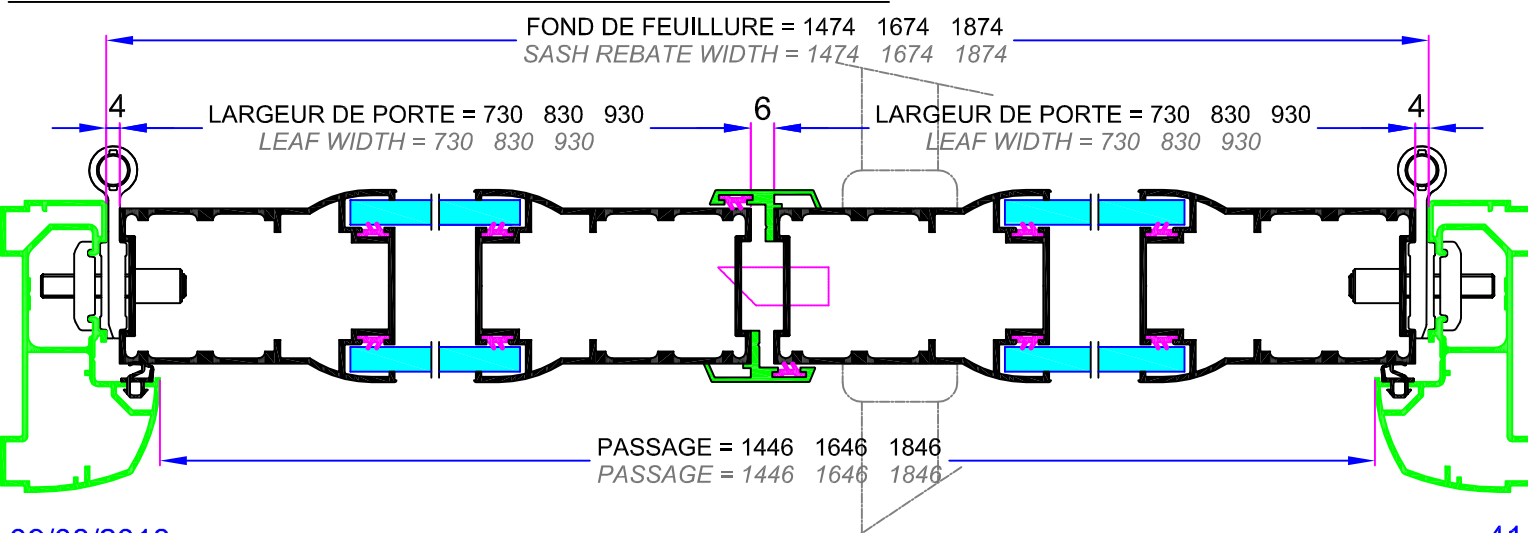 FOND DE FEUILLURE = 1474 1674 1874
SASH REBATE WIDTH = 1474 1674 1874
4
LARGEUR DE PORTE = 730 830 930
LEAF WIDTH = 730 830 930
6
LARGEUR DE PORTE = 730 830 930
LEAF WIDTH = 730 830 930
4
PASSAGE = 1446 1646 1846
PASSAGE = 1446 1646 1846
41